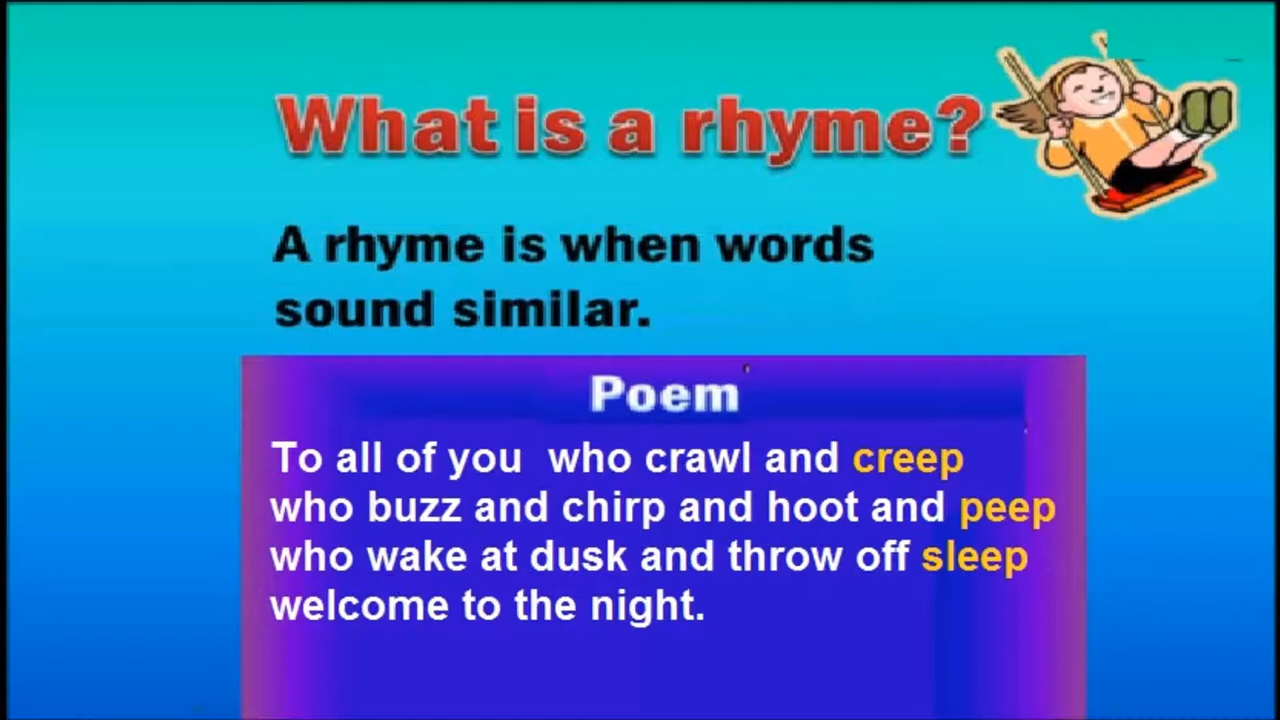 What is a rhyme?
A rhyme is when words
sound similar.
Poem
To all of you who crawl and creep
who buzz and chirp and hoot and peep
who wake at dusk and throw off sleep
welcome to the night.